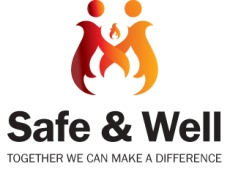 Safe & Well
TOGETHER WE CAN MAKE A DIFFERENCE